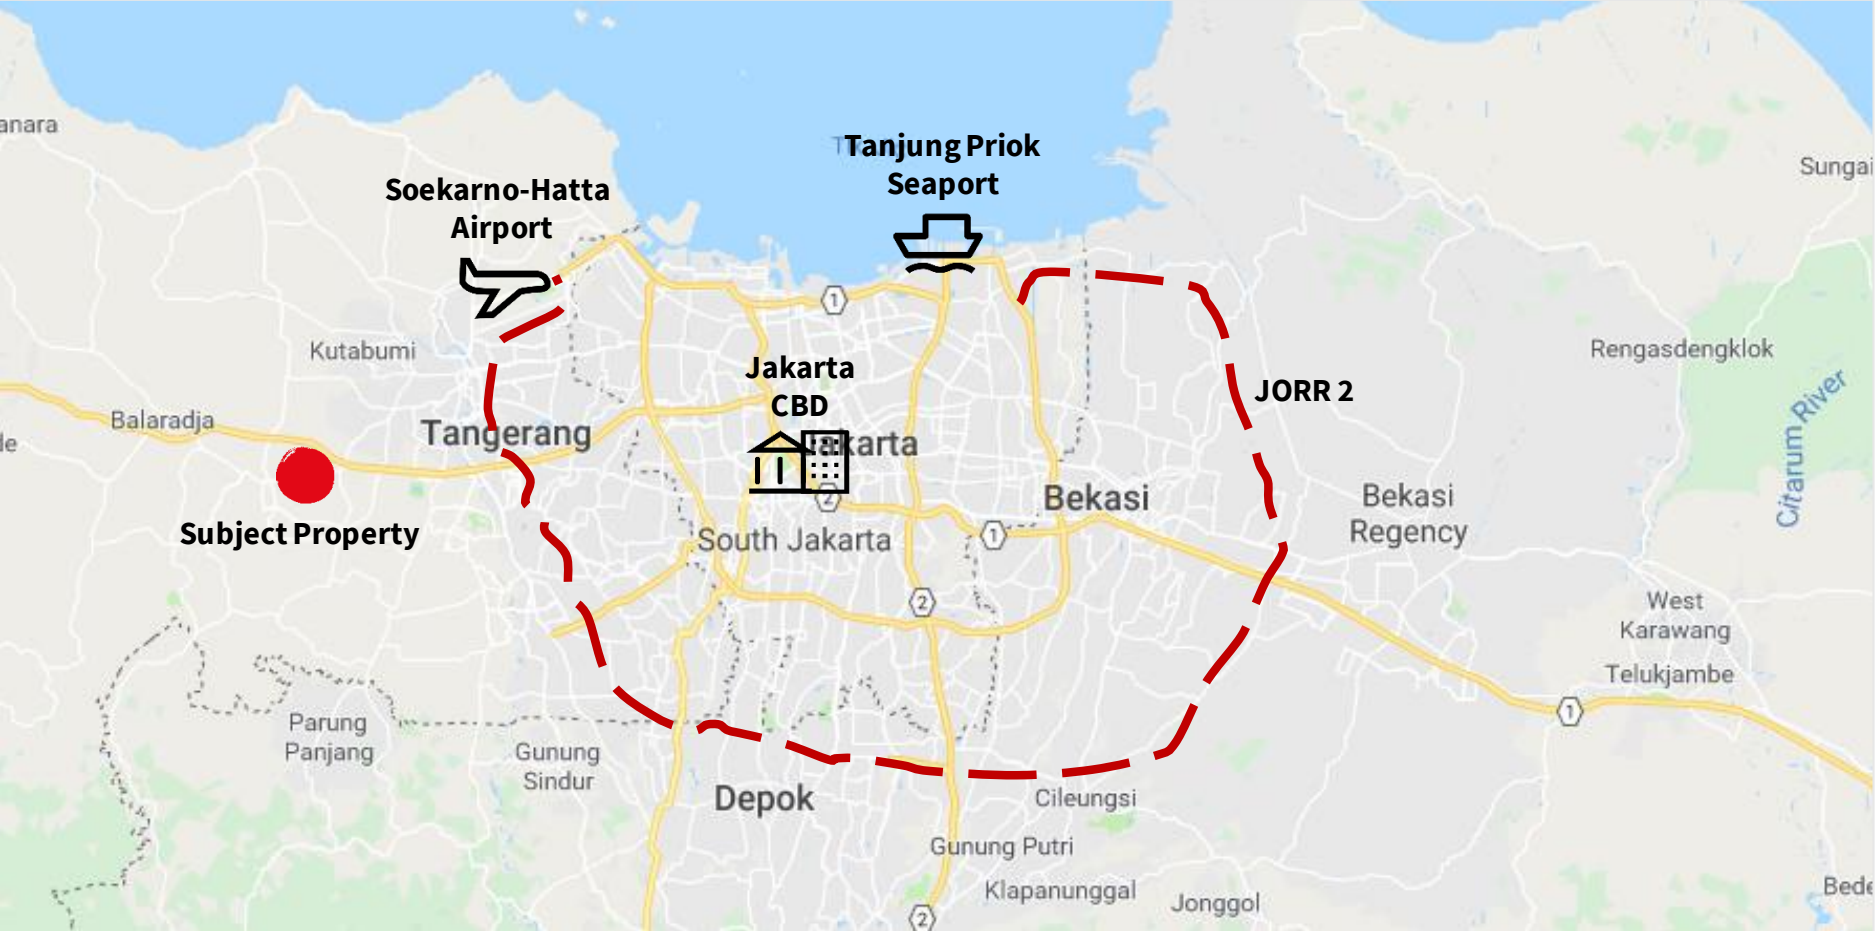 Tanjung Priok
Seaport
Soekarno-Hatta
Airport
anara
Sungai
Kutabumi
1
Rengasdengklok
Jakarta
CBD
JORR 2
Citarum River
Balaradja
Tangerang
Jakarta
de
2
Bekasi
Bekasi
Regency
Subject Property
South Jakarta
1
2
West
Karawang
Telukjambe
1
Parung
Panjang
Gunung
Sindur
Depok
Cileungsi
Gunung Putri
Klapanunggal
Jonggol
2
Bede